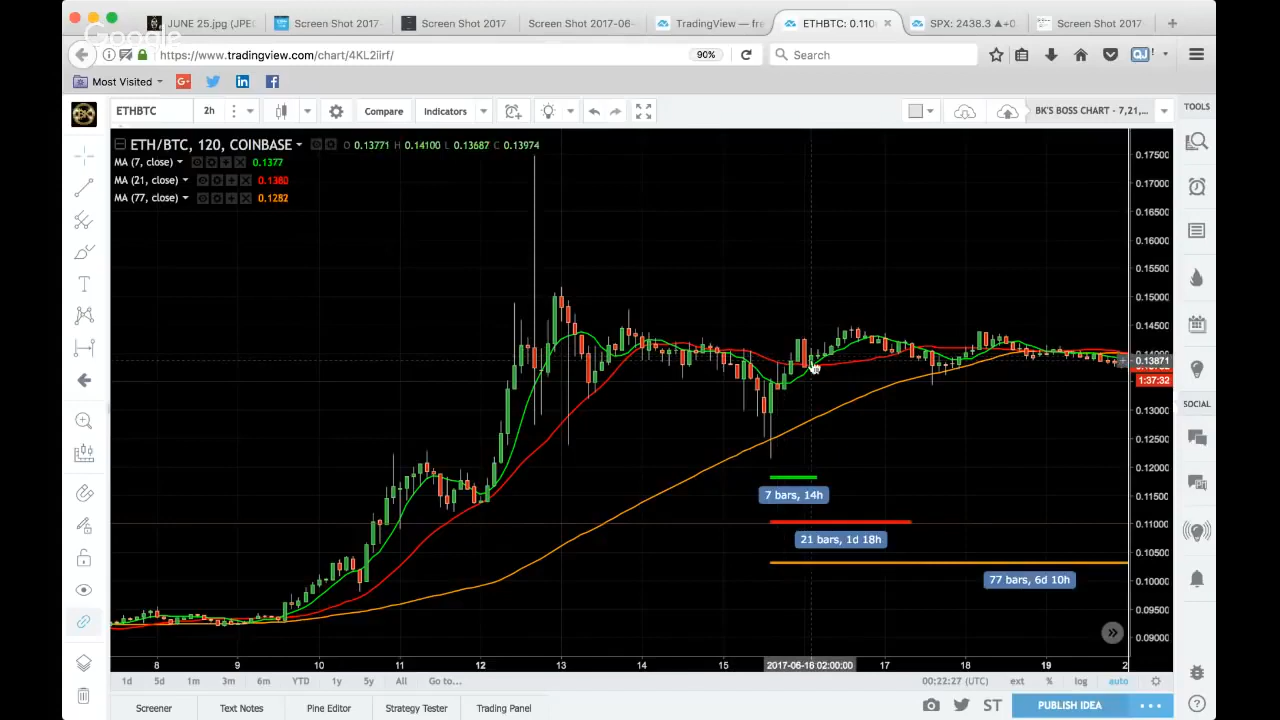 JUNE 25.jpg (JPE
Screen Shot 2017-
Screen Shot 2017
Screen Shot 2017-06-
TradingView — fre
ETHBTC: 0.1
SPX: 2438.3 ▲+0
Screen Shot 2017
Google
https://www.tradingview.com/chart/4KL2iirf/
90%
Search
Most Visited
ETHBTC
2h
Compare
Indicators
BK'S BOSS CHART - 7,21,...
TOOLS
ETH/BTC, 120, COINBASE
O 0.13771 H 0.14100 L 0.13687 C 0.13974
MA (7, close) 0.1377
MA (21, close) 0.1380
MA (77, close) 0.1282
0.17500
0.17000
0.16500
0.16000
0.15500
0.15000
0.14500
0.14000
0.13871
1:37:32
0.13000
0.12500
0.12000
0.11500
0.11000
0.10500
0.10000
0.09500
0.09000
SOCIAL
7 bars, 14h
21 bars, 1d 18h
77 bars, 6d 10h
8 9 10 11 12 13 14 15 2017-06-16 02:00:00 17 18 19 2
1d 5d 1m 3m 6m YTD 1y 5y All Go to... 00:22:27 (UTC) ext % log auto
Screener Text Notes Pine Editor Strategy Tester Trading Panel ST PUBLISH IDEA